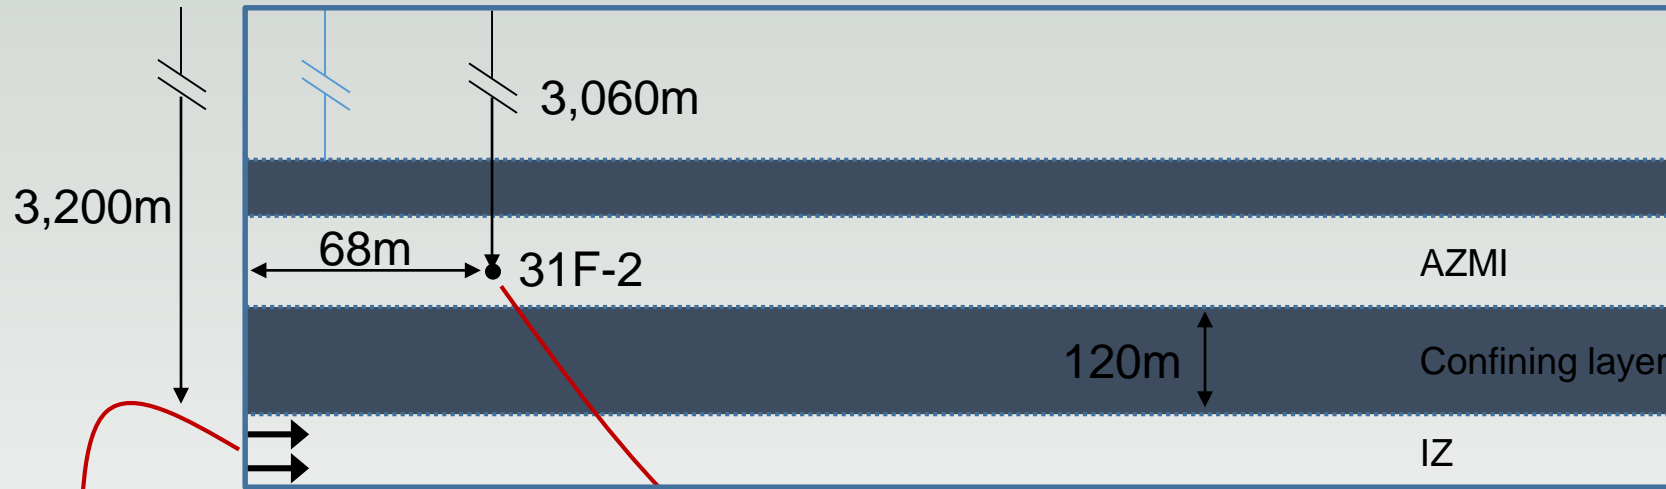 3,060m
3,200m
68m
31F-2
AZMI
120m
Confining layer
IZ